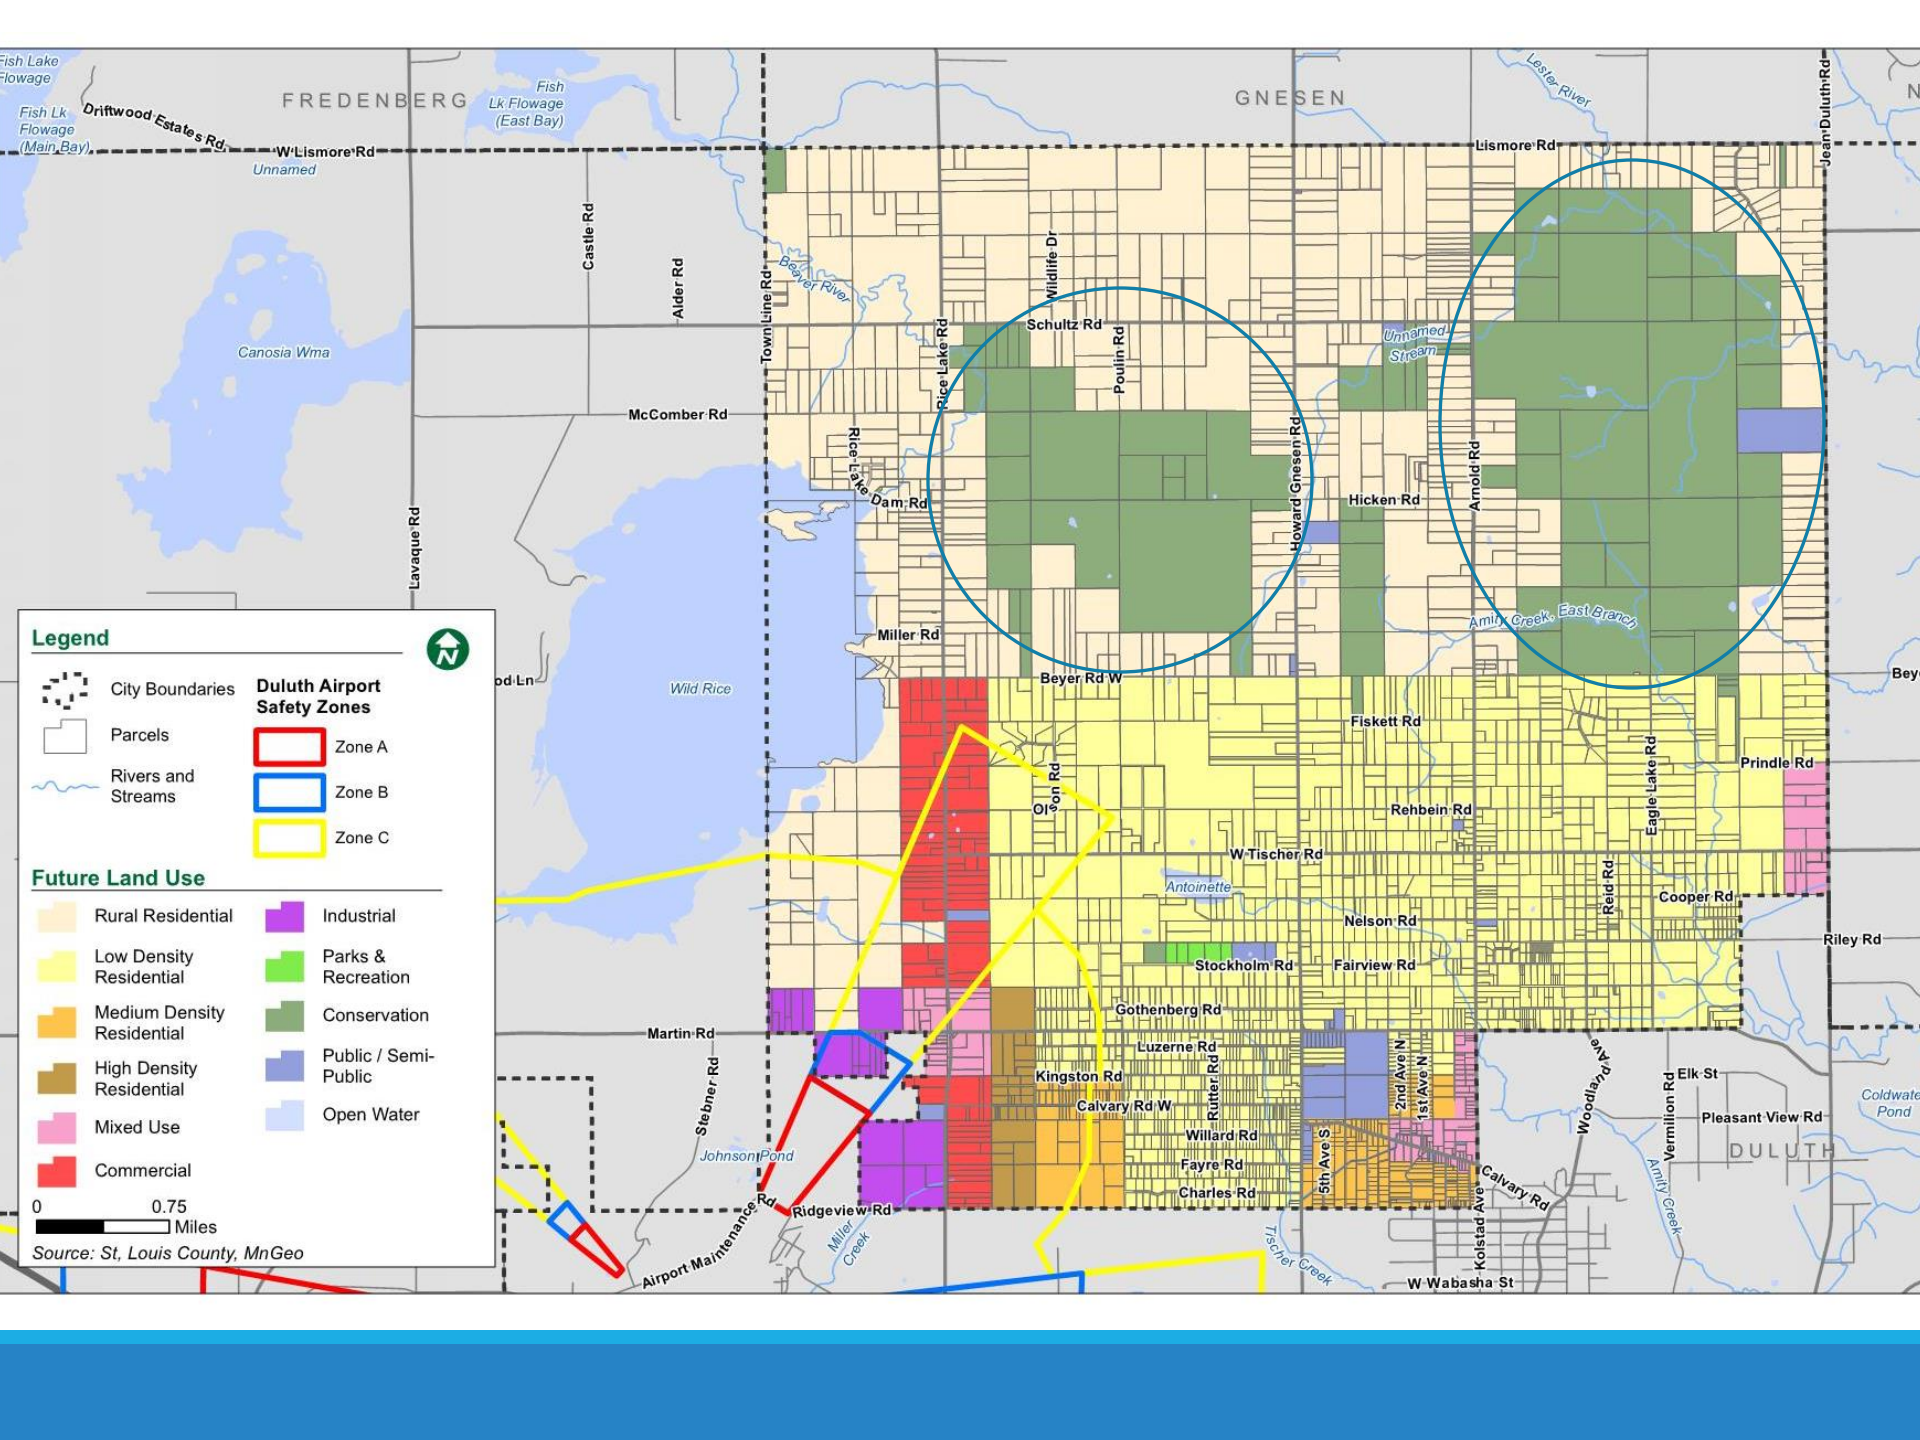 Fish Lake
Flowage
Fish Lk
Flowage
(Main Bay)
Driftwood Estates Rd
FREDENBERG
Fish
Lk Flowage
(East Bay)
GNESEN
Lester River
Jean Duluth Rd
N
W Lismore Rd
Unnamed
Lismore Rd
Castle Rd
Alder Rd
Town Line Rd
Beaver River
Wildlife Dr
Schultz Rd
Poulin Rd
Unnamed
Stream
Canosia Wma
Rice Lake Rd
McComber Rd
Rice Lake Dam Rd
Howard Gnesen Rd
Hicken Rd
Arnold Rd
Lavaque Rd
Amity Creek, East Branch
Miller Rd
Beyer Rd W
Bey
od Ln
Wild Rice
Fiskett Rd
Eagle Lake Rd
Prindle Rd
Olson Rd
Rehbein Rd
W Tischer Rd
Antoinette
Reid Rd
Cooper Rd
Nelson Rd
Riley Rd
Stockholm Rd
Fairview Rd
Gothenberg Rd
Martin Rd
Luzerne Rd
Kingston Rd
Rutter Rd
2nd Ave N
1st Ave N
Calvary Rd W
Willard Rd
Fayre Rd
Charles Rd
5th Ave S
Stebner Rd
Johnson Pond
Ridgeview Rd
Airport Maintenance Rd
Miller
Creek
Tischer Creek
Calvary Rd
Kolstad Ave
W Wabasha St
Woodland Ave
Vermilion Rd
Elk St
Pleasant View Rd
DULUTH
Amity Creek
Coldwate
Pond
Legend
N
City Boundaries
Parcels
Rivers and
Streams
Duluth Airport
Safety Zones
Zone A
Zone B
Zone C
Future Land Use
Rural Residential
Low Density
Residential
Medium Density
Residential
High Density
Residential
Mixed Use
Commercial
Industrial
Parks &
Recreation
Conservation
Public / Semi-
Public
Open Water
0 0.75
Miles
Source: St, Louis County, MnGeo